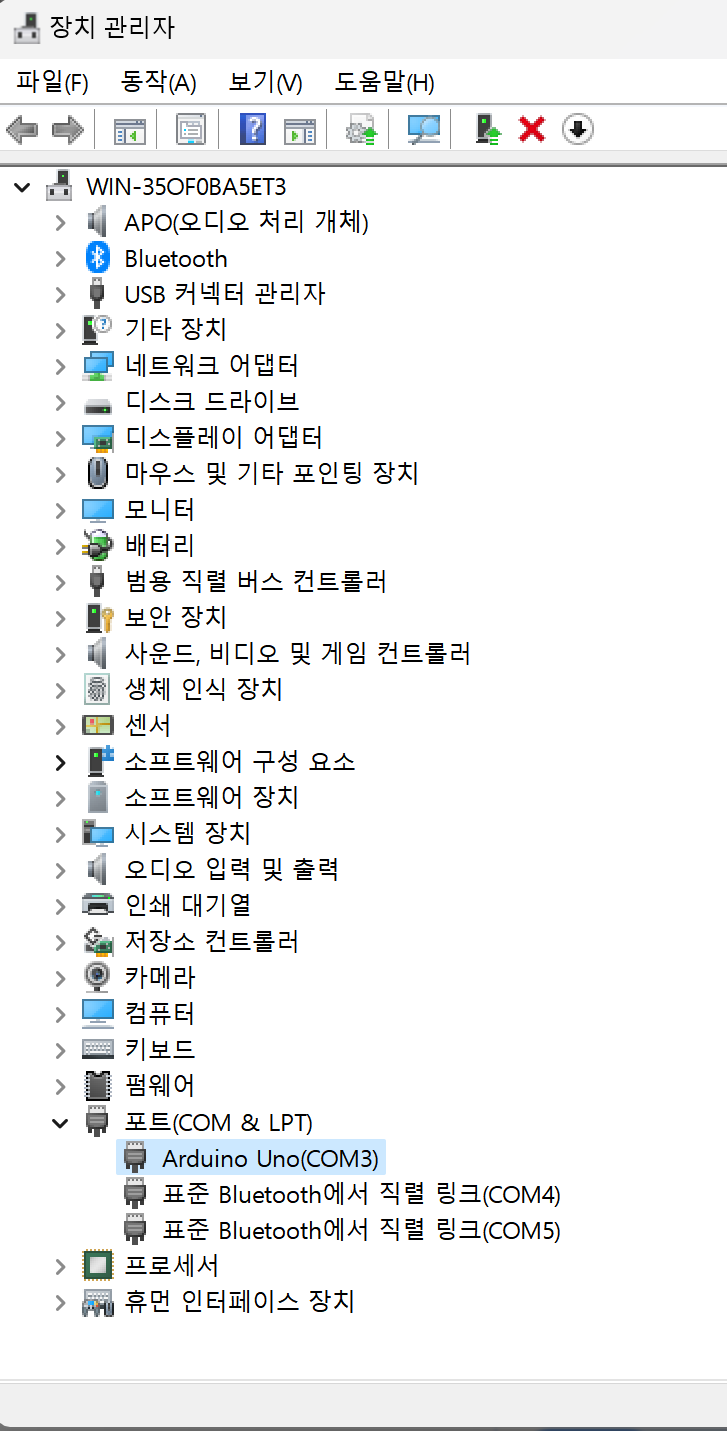 장치 관리자
파일(F) 동작(A) 보기(V) 도움말(H)
WIN-35OF0BA5ET3
APO(오디오 처리 개체)
Bluetooth
USB 커넥터 관리자
기타 장치
네트워크 어댑터
디스크 드라이브
디스플레이 어댑터
마우스 및 기타 포인팅 장치
모니터
배터리
범용 직렬 버스 컨트롤러
보안 장치
사운드, 비디오 및 게임 컨트롤러
생체 인식 장치
센서
소프트웨어 구성 요소
소프트웨어 장치
시스템 장치
오디오 입력 및 출력
인쇄 대기열
저장소 컨트롤러
카메라
컴퓨터
키보드
펌웨어
포트(COM & LPT)
Arduino Uno(COM3)
표준 Bluetooth에서 직렬 링크(COM4)
표준 Bluetooth에서 직렬 링크(COM5)
프로세서
휴먼 인터페이스 장치